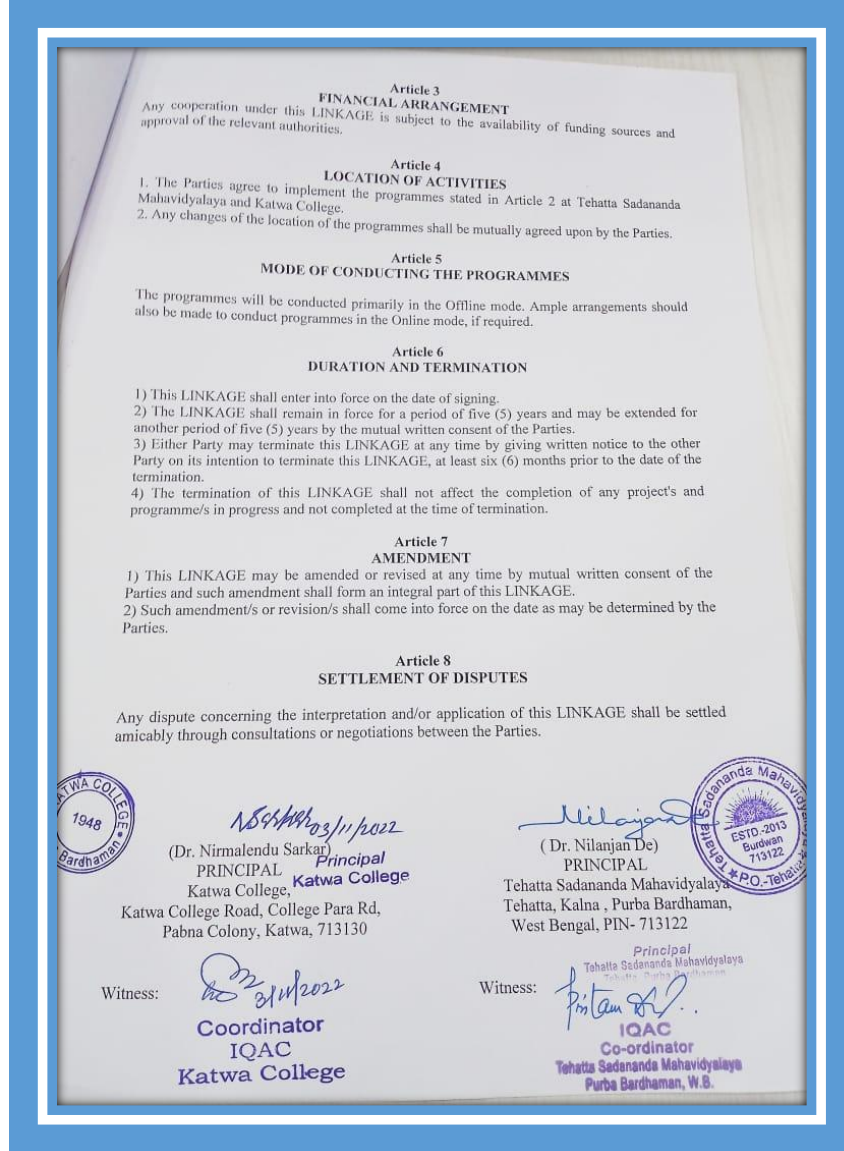 Article 3
FINANCIAL ARRANGEMENT
Any cooperation under this LINKAGE is subject to the availability of funding sources and
approval of the relevant authorities.
Article 4
LOCATION OF ACTIVITIES
1. The Parties agree to implement the programmes stated in Article 2 at Tehatta Sadananda
Mahavidyalaya and Katwa College.
2. Any changes of the location of the programmes shall be mutually agreed upon by the Parties.
Article 5
MODE OF CONDUCTING THE PROGRAMMES
The programmes will be conducted primarily in the Offline mode. Ample arrangements should
also be made to conduct programmes in the Online mode, if required.
Article 6
DURATION AND TERMINATION
1) This LINKAGE shall enter into force on the date of signing.
2) The LINKAGE shall remain in force for a period of five (5) years and may be extended for
another period of five (5) years by the mutual written consent of the Parties.
3) Either Party may terminate this LINKAGE at any time by giving written notice to the other
Party on its intention to terminate this LINKAGE, at least six (6) months prior to the date of the
termination.
4) The termination of this LINKAGE shall not affect the completion of any project's and
programme/s in progress and not completed at the time of termination.
Article 7
AMENDMENT
1) This LINKAGE may be amended or revised at any time by mutual written consent of the
Parties and such amendment shall form an integral part of this LINKAGE.
2) Such amendment/s or revision/s shall come into force on the date as may be determined by the
Parties.
Article 8
SETTLEMENT OF DISPUTES
Any dispute concerning the interpretation and/or application of this LINKAGE shall be settled
amicably through consultations or negotiations between the Parties.
KATWA COLLEGE
1948
Bardhaman
03/11/2022
(Dr. Nirmalendu Sarkar)
Principal
PRINCIPAL
Katwa College
Katwa College,
Katwa College Road, College Para Rd,
Pabna Colony, Katwa, 713130
Tehatta Sadananda Mahavidyalaya
ESTD.-2013
Burdwan
713122
P.O.-Tehatta
( Dr. Nilanjan De)
PRINCIPAL
Tehatta Sadananda Mahavidyalaya
Tehatta, Kalna , Purba Bardhaman,
West Bengal, PIN- 713122
Principal
Tehatta Sadananda Mahavidyalaya
Tehatta, Purba Bardhaman
Witness:
3/11/2022
Coordinator
IQAC
Katwa College
Witness:
IQAC
Co-ordinator
Tehatta Sadananda Mahavidyalaya
Purba Bardhaman, W.B.